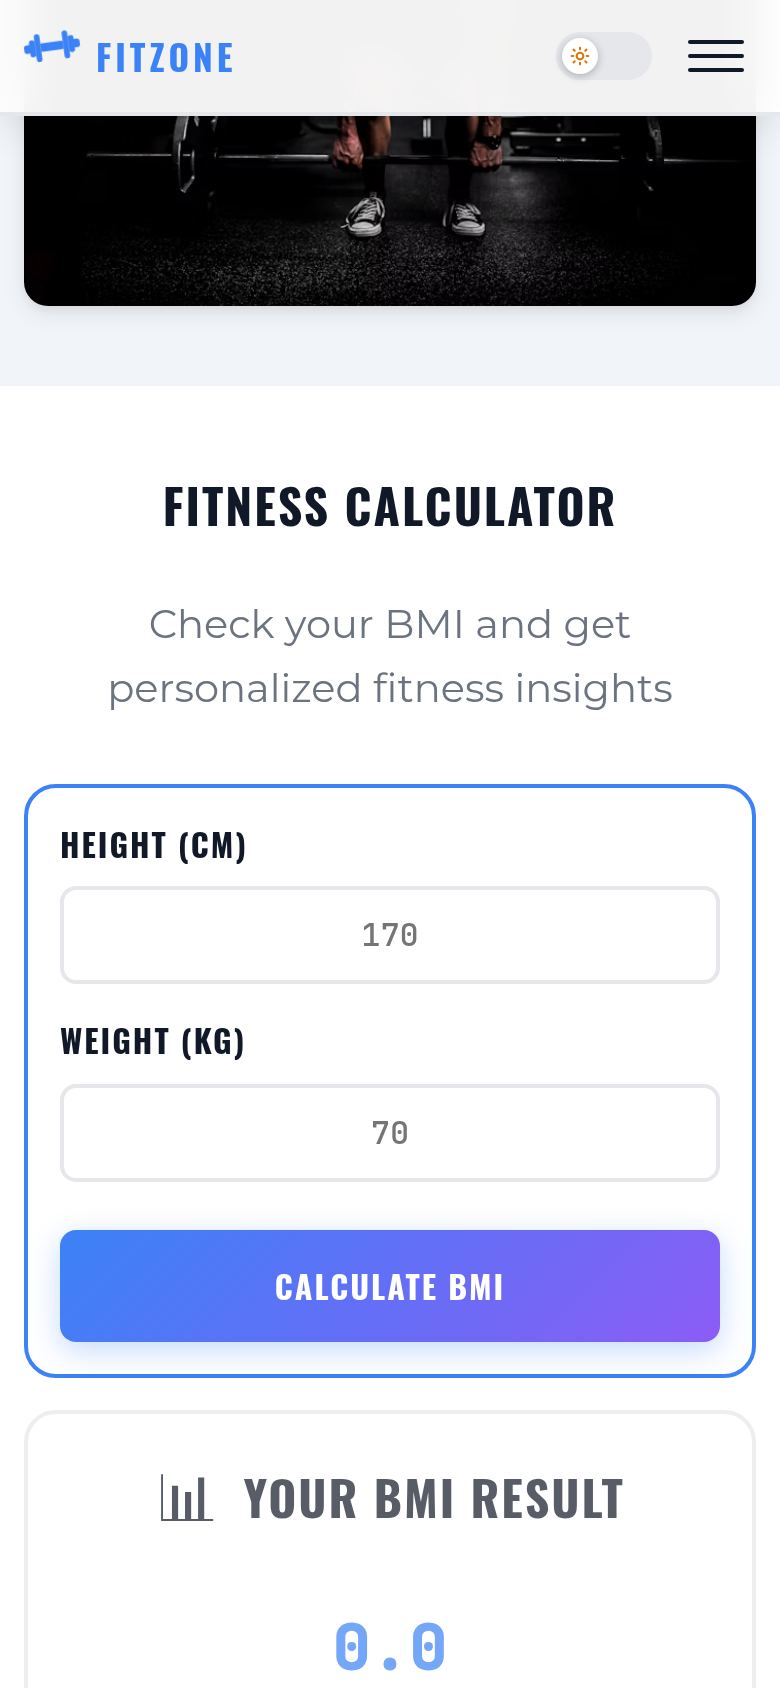 FITZONE
FITNESS CALCULATOR
Check your BMI and get
personalized fitness insights
HEIGHT (CM)
170
WEIGHT (KG)
70
CALCULATE BMI
YOUR BMI RESULT
0.0